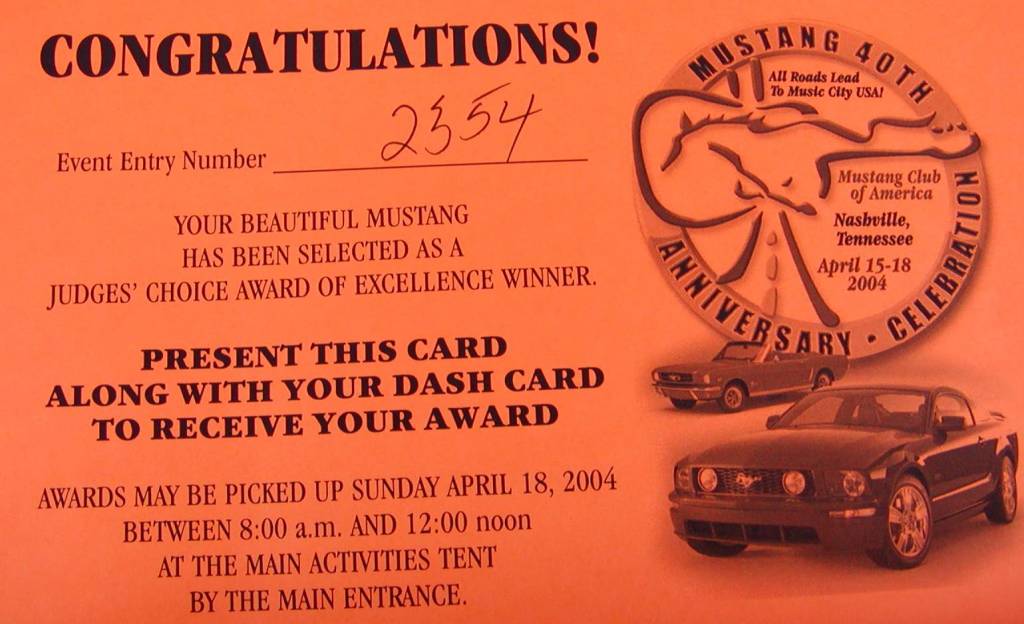 CONGRATULATIONS!
Event Entry Number 2354
YOUR BEAUTIFUL MUSTANG
HAS BEEN SELECTED AS A
JUDGES' CHOICE AWARD OF EXCELLENCE WINNER.
PRESENT THIS CARD
ALONG WITH YOUR DASH CARD
TO RECEIVE YOUR AWARD
AWARDS MAY BE PICKED UP SUNDAY APRIL 18, 2004
BETWEEN 8:00 a.m. AND 12:00 noon
AT THE MAIN ACTIVITIES TENT
BY THE MAIN ENTRANCE.
MUSTANG 40TH
All Roads Lead
To Music City USA!
Mustang Club
of America
Nashville,
Tennessee
April 15-18
2004
ANNIVERSARY • CELEBRATION